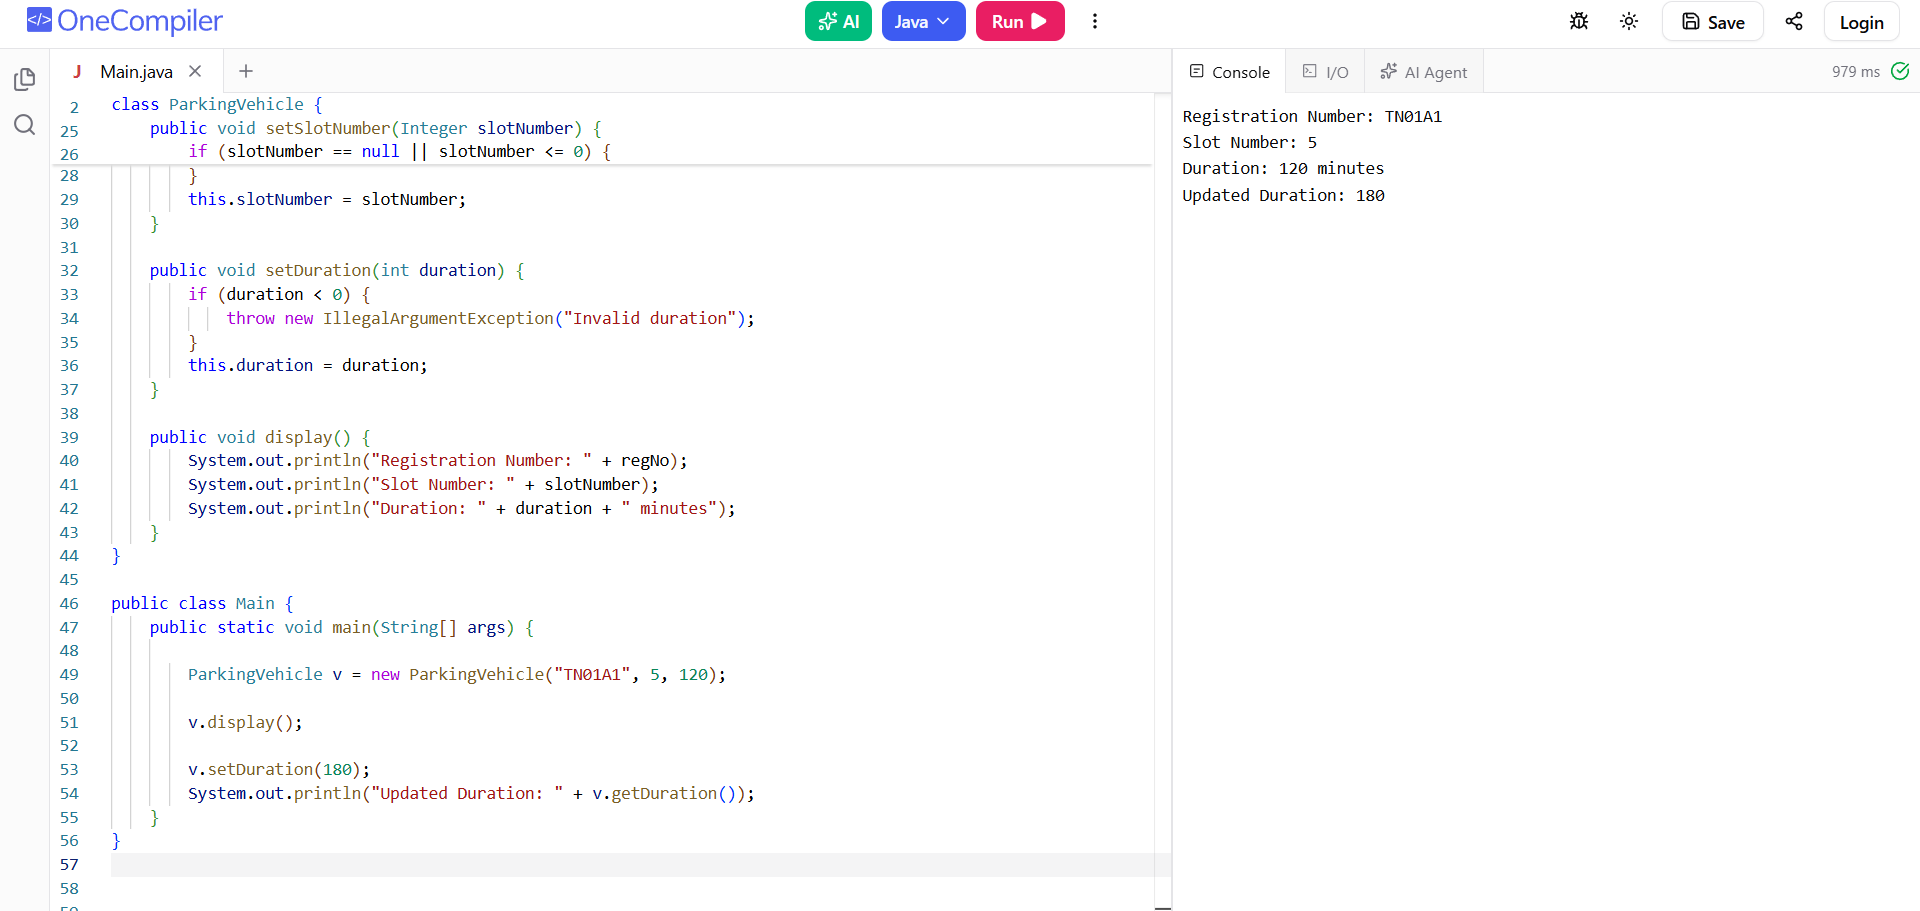 </> OneCompiler
AI
Java
Run
Save
Login
J Main.java
Console
I/O
AI Agent
979 ms
2 class ParkingVehicle {
25 public void setSlotNumber(Integer slotNumber) {
26 if (slotNumber == null || slotNumber <= 0) {
28 }
29 this.slotNumber = slotNumber;
30 }
31
32 public void setDuration(int duration) {
33 if (duration < 0) {
34 throw new IllegalArgumentException("Invalid duration");
35 }
36 this.duration = duration;
37 }
38
39 public void display() {
40 System.out.println("Registration Number: " + regNo);
41 System.out.println("Slot Number: " + slotNumber);
42 System.out.println("Duration: " + duration + " minutes");
43 }
44 }
45
46 public class Main {
47 public static void main(String[] args) {
48
49 ParkingVehicle v = new ParkingVehicle("TN01A1", 5, 120);
50
51 v.display();
52
53 v.setDuration(180);
54 System.out.println("Updated Duration: " + v.getDuration());
55 }
56 }
57
58
Registration Number: TN01A1
Slot Number: 5
Duration: 120 minutes
Updated Duration: 180